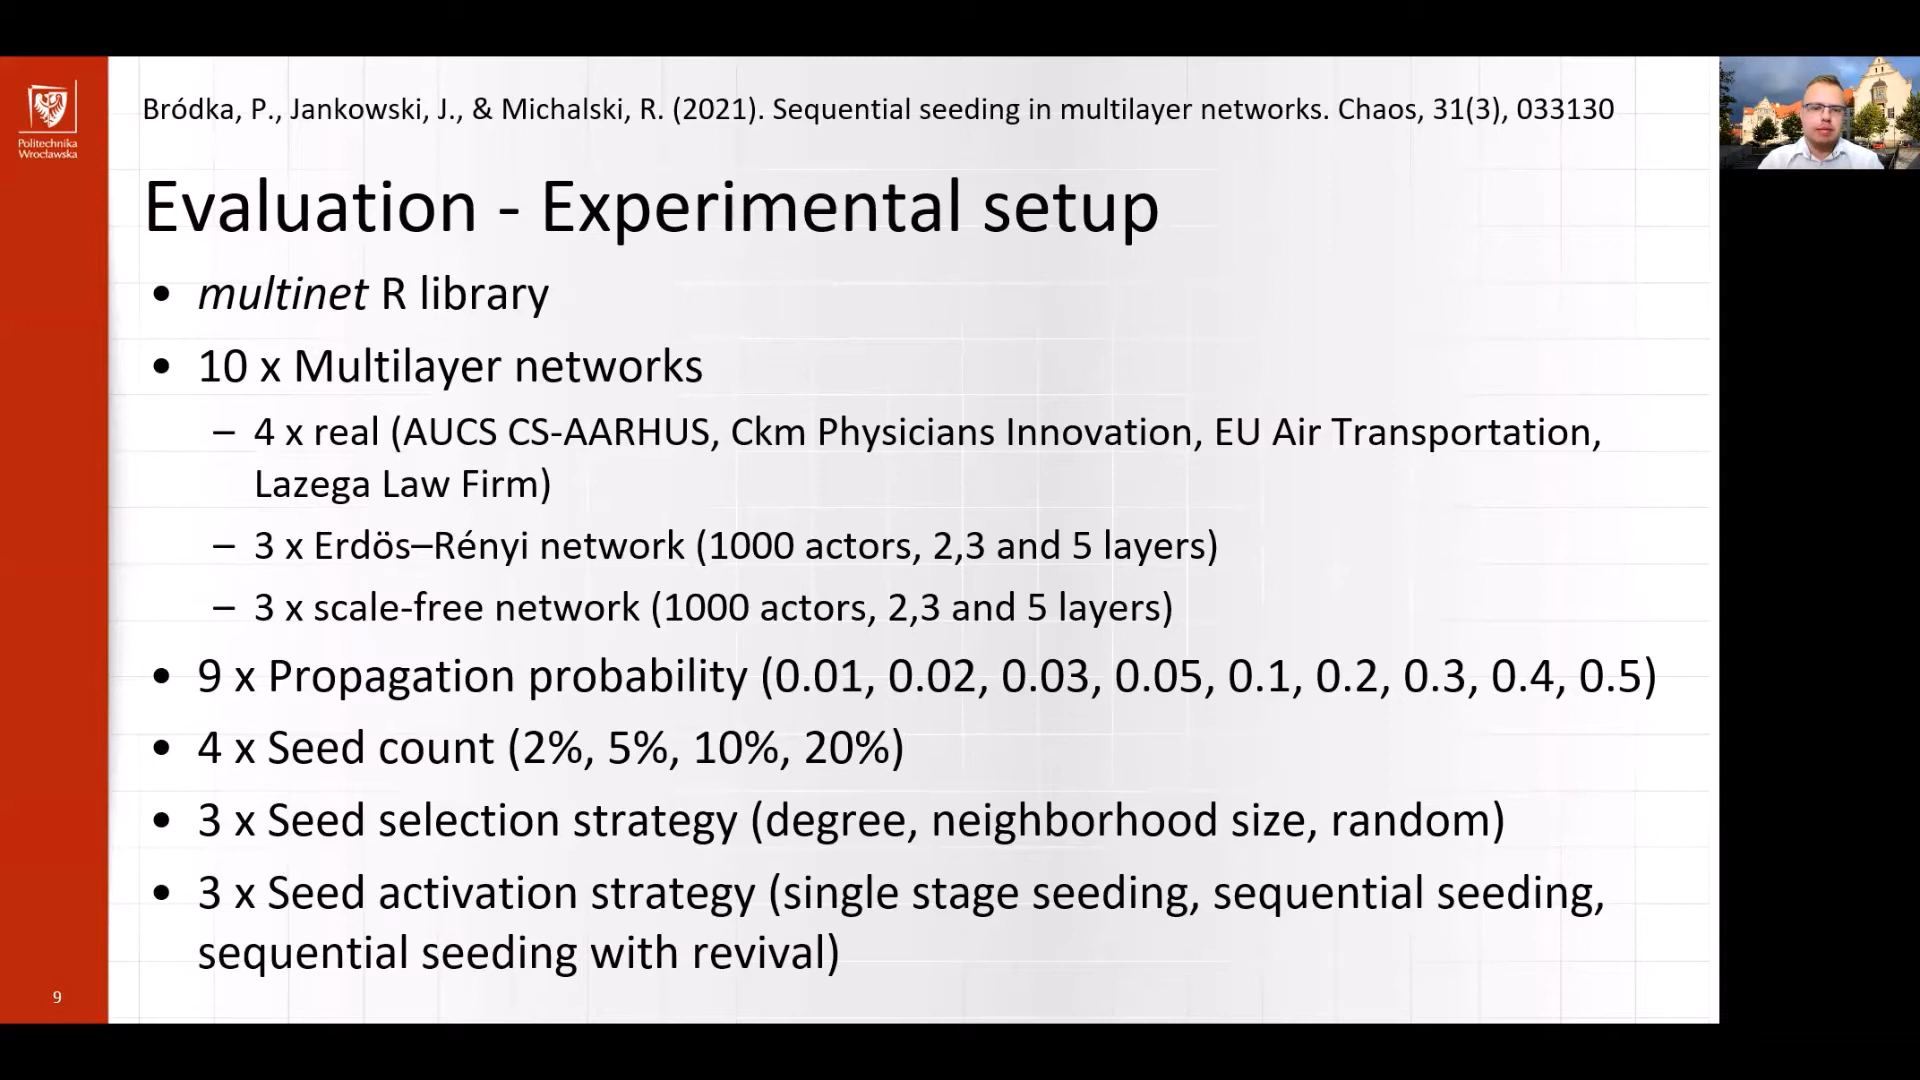 Politechnika
Wrocławska
Bródka, P., Jankowski, J., & Michalski, R. (2021). Sequential seeding in multilayer networks. Chaos, 31(3), 033130
Evaluation - Experimental setup
• multinet R library
• 10 x Multilayer networks
– 4 x real (AUCS CS-AARHUS, Ckm Physicians Innovation, EU Air Transportation,
Lazega Law Firm)
– 3 x Erdös–Rényi network (1000 actors, 2,3 and 5 layers)
– 3 x scale-free network (1000 actors, 2,3 and 5 layers)
• 9 x Propagation probability (0.01, 0.02, 0.03, 0.05, 0.1, 0.2, 0.3, 0.4, 0.5)
• 4 x Seed count (2%, 5%, 10%, 20%)
• 3 x Seed selection strategy (degree, neighborhood size, random)
• 3 x Seed activation strategy (single stage seeding, sequential seeding,
sequential seeding with revival)
9